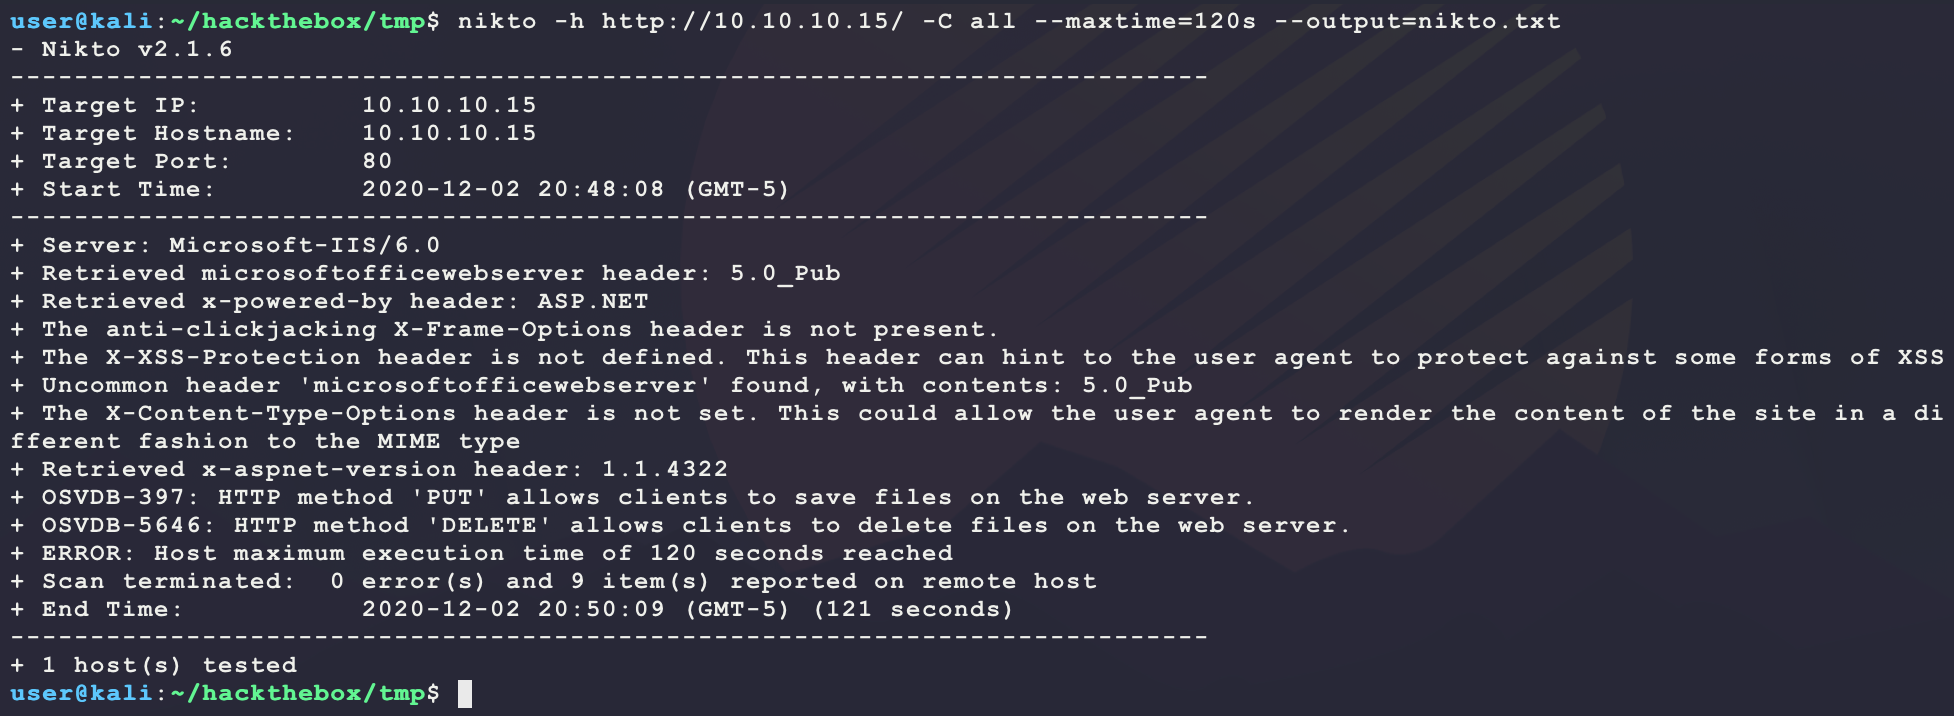 user@kali:~/hackthebox/tmp$ nikto -h http://10.10.10.15/ -C all --maxtime=120s --output=nikto.txt
- Nikto v2.1.6
---------------------------------------------------------------------------
+ Target IP:          10.10.10.15
+ Target Hostname:    10.10.10.15
+ Target Port:        80
+ Start Time:         2020-12-02 20:48:08 (GMT-5)
---------------------------------------------------------------------------
+ Server: Microsoft-IIS/6.0
+ Retrieved microsoftofficewebserver header: 5.0_Pub
+ Retrieved x-powered-by header: ASP.NET
+ The anti-clickjacking X-Frame-Options header is not present.
+ The X-XSS-Protection header is not defined. This header can hint to the user agent to protect against some forms of XSS
+ Uncommon header 'microsoftofficewebserver' found, with contents: 5.0_Pub
+ The X-Content-Type-Options header is not set. This could allow the user agent to render the content of the site in a di
fferent fashion to the MIME type
+ Retrieved x-aspnet-version header: 1.1.4322
+ OSVDB-397: HTTP method 'PUT' allows clients to save files on the web server.
+ OSVDB-5646: HTTP method 'DELETE' allows clients to delete files on the web server.
+ ERROR: Host maximum execution time of 120 seconds reached
+ Scan terminated:  0 error(s) and 9 item(s) reported on remote host
+ End Time:           2020-12-02 20:50:09 (GMT-5) (121 seconds)
---------------------------------------------------------------------------
+ 1 host(s) tested
user@kali:~/hackthebox/tmp$